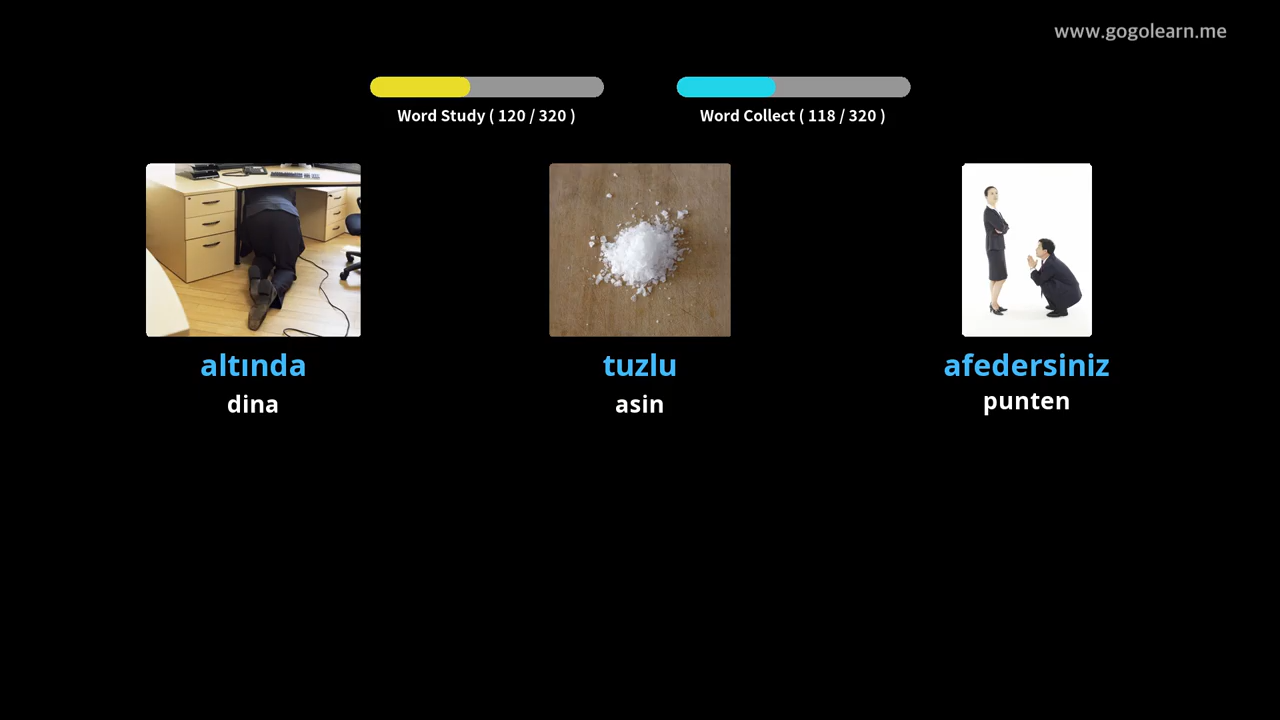 www.gogolearn.me
Word Study ( 120 / 320 )
Word Collect ( 118 / 320 )
altında
tuzlu
afedersiniz
dina
asin
punten